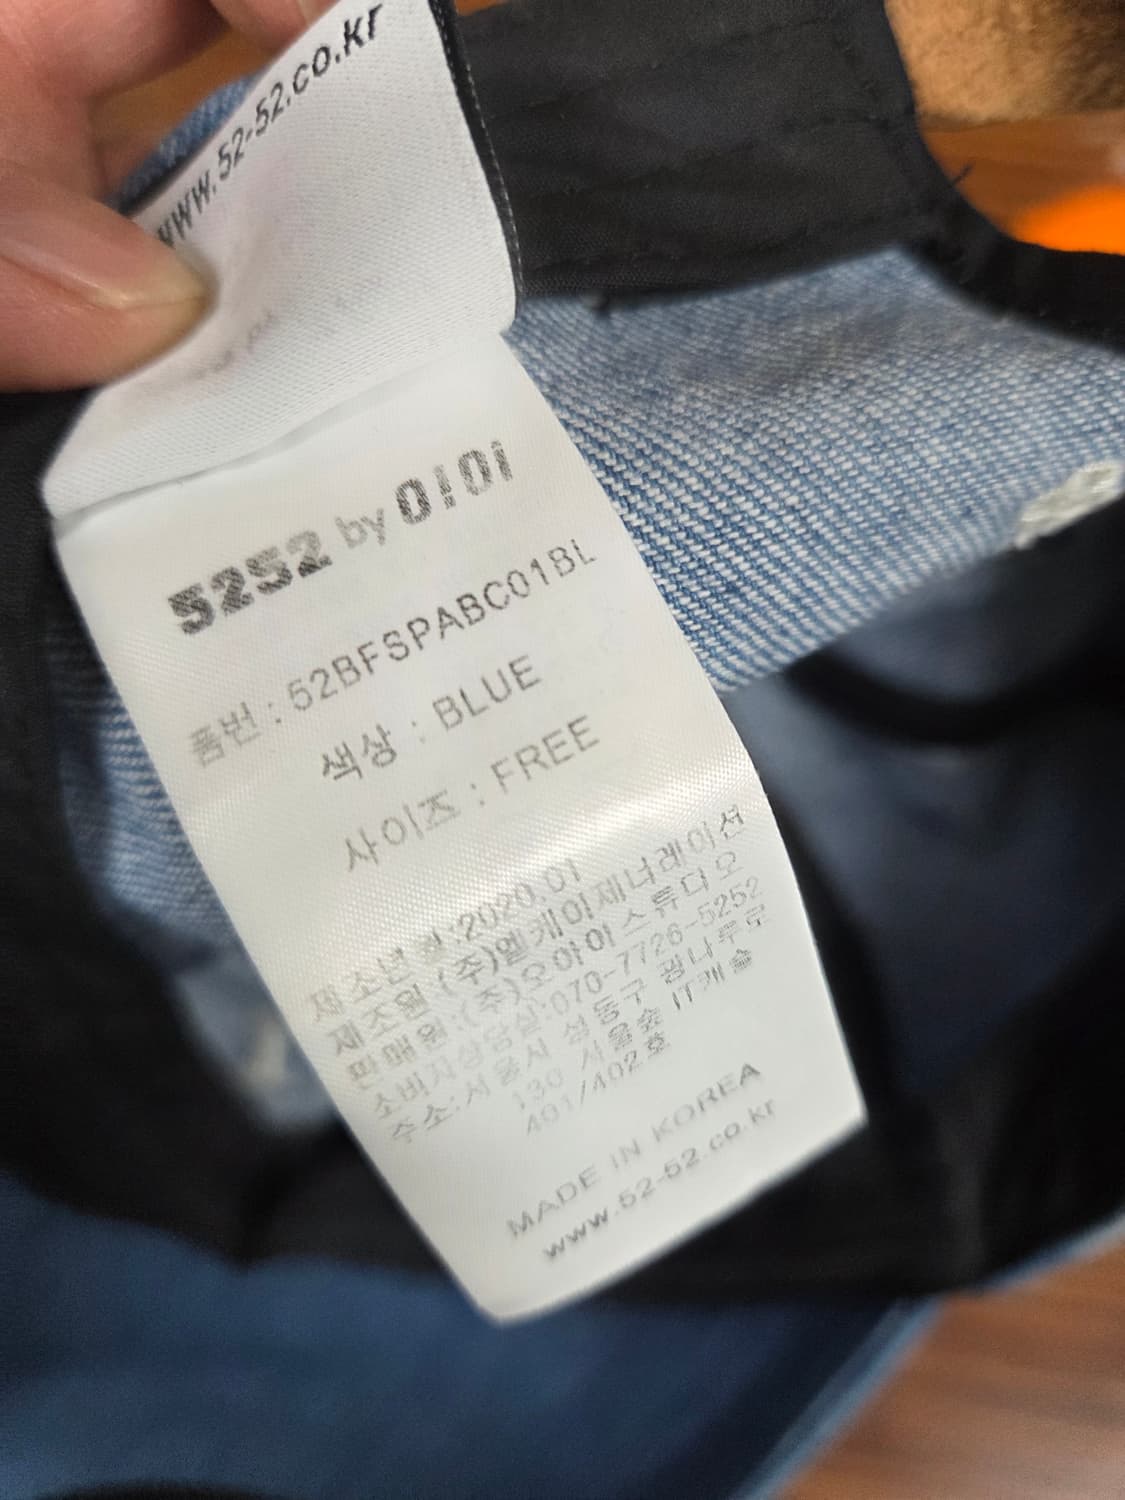 www.52-52.co.kr
5252 by O!Oi
품번 : 52BFSPABC01BL
색상 : BLUE
사이즈 : FREE
제소년월:2020.01
제조원 (주)엘케이제너레이션
판매원:(주)오아이스튜디오
소비자상담실:070-7726-5252
주소:서울시 성동구 광나루로
130 서울숲 IT캐슬
401/402호
MADE IN KOREA
www.52-52.co.kr